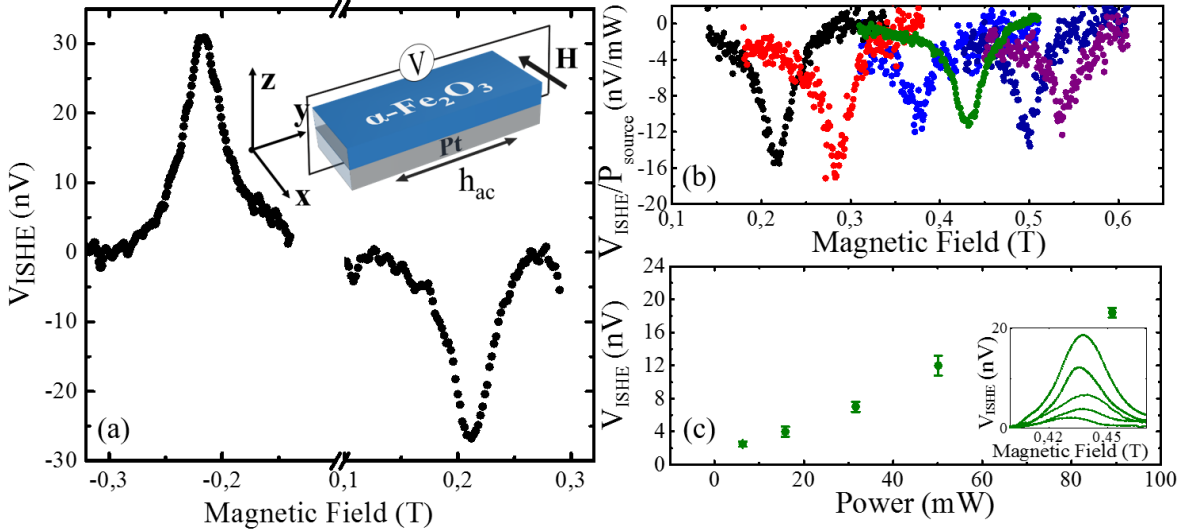 30
20
10
0
-10
-20
-30
V_ISHE (nV)
-0,3
-0,2
0,1
0,2
0,3
Magnetic Field (T)
(a)
z
y
x
V
H
α-Fe₂O₃
Pt
h_ac
0
-4
-8
-12
-16
-20
V_ISHE/P_source (nV/mW)
(b)
0,1
0,2
0,3
0,4
0,5
0,6
Magnetic Field (T)
24
20
16
12
8
4
0
V_ISHE (nV)
(c)
0
20
40
60
80
100
Power (mW)
20
0
V_ISHE (nV)
0,42
0,45
Magnetic Field (T)